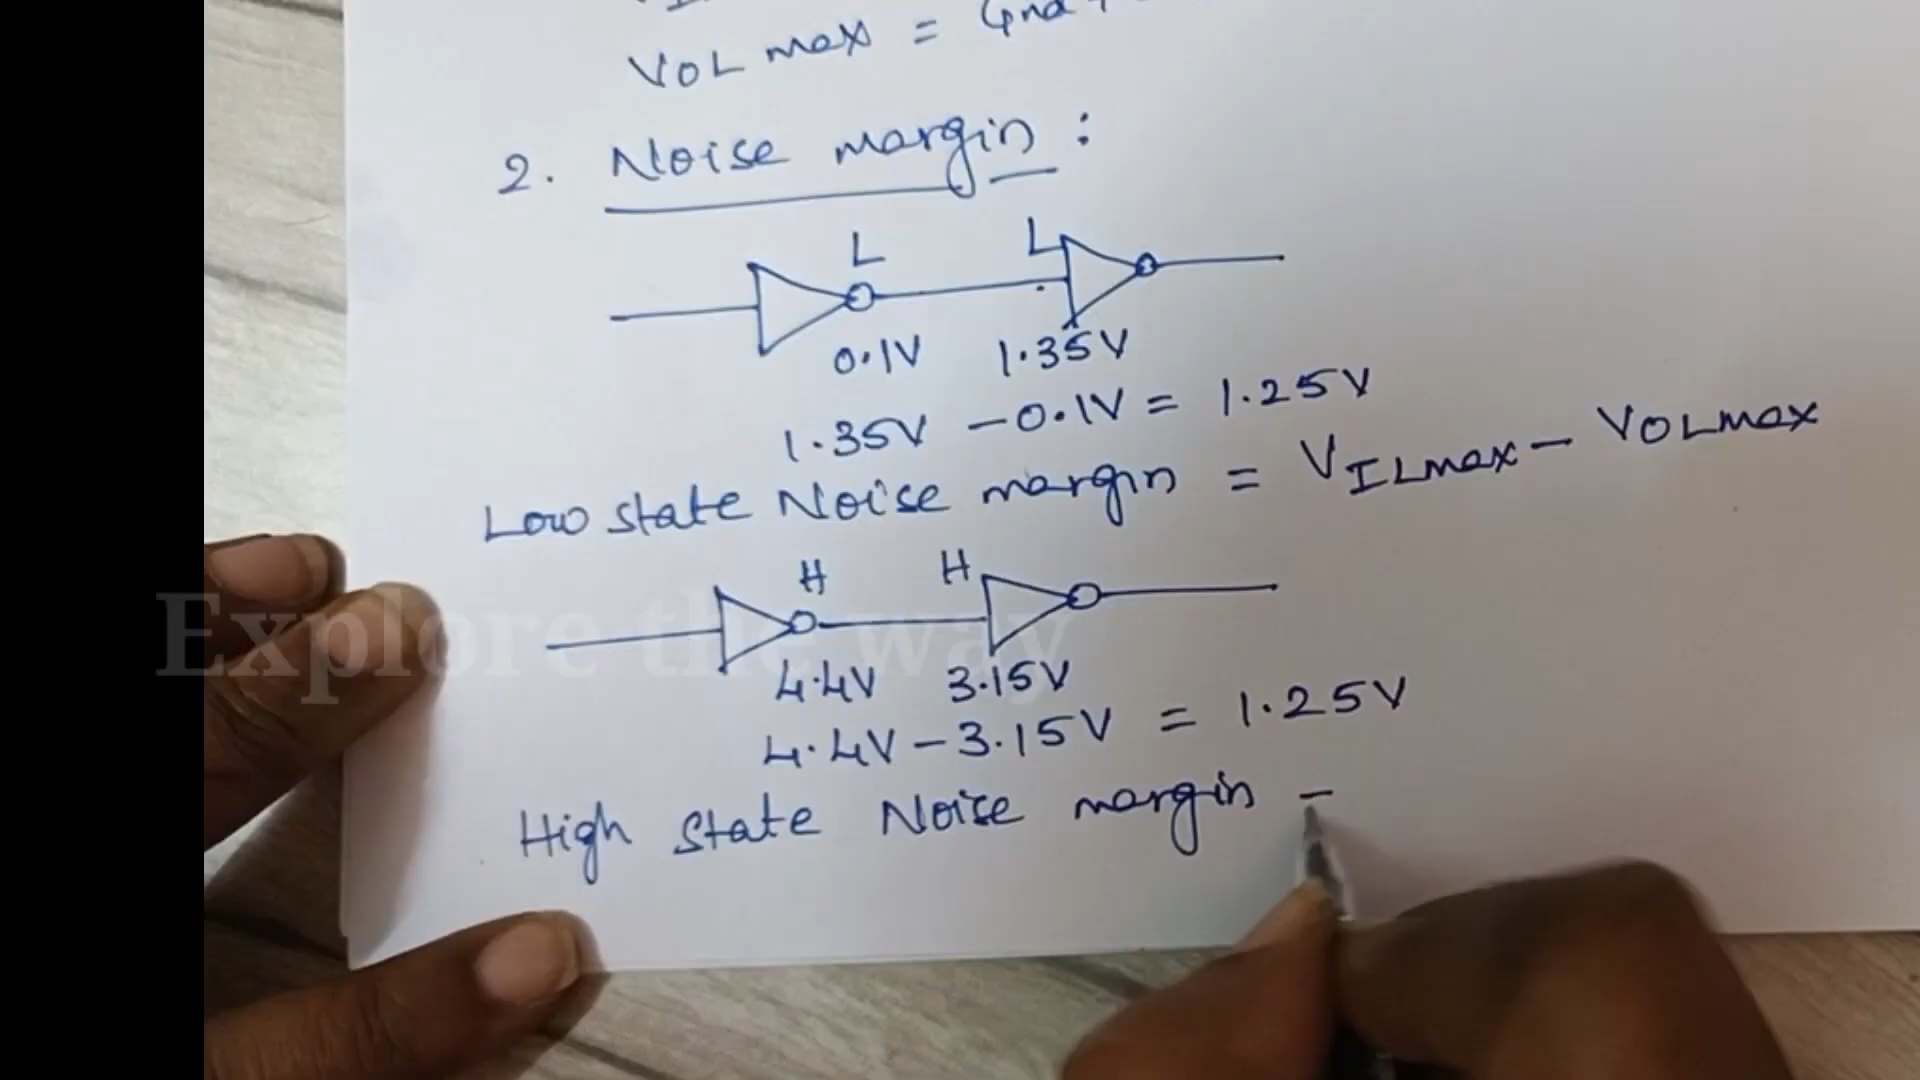 VOL max =
2. Noise margin :
L L
0.1V 1.35V
1.35V - 0.1V = 1.25V
Low state Noise margin = VILmax - VOLmax
H H
Explore the way
4.4V 3.15V
4.4V - 3.15V = 1.25V
High State Noise margin -